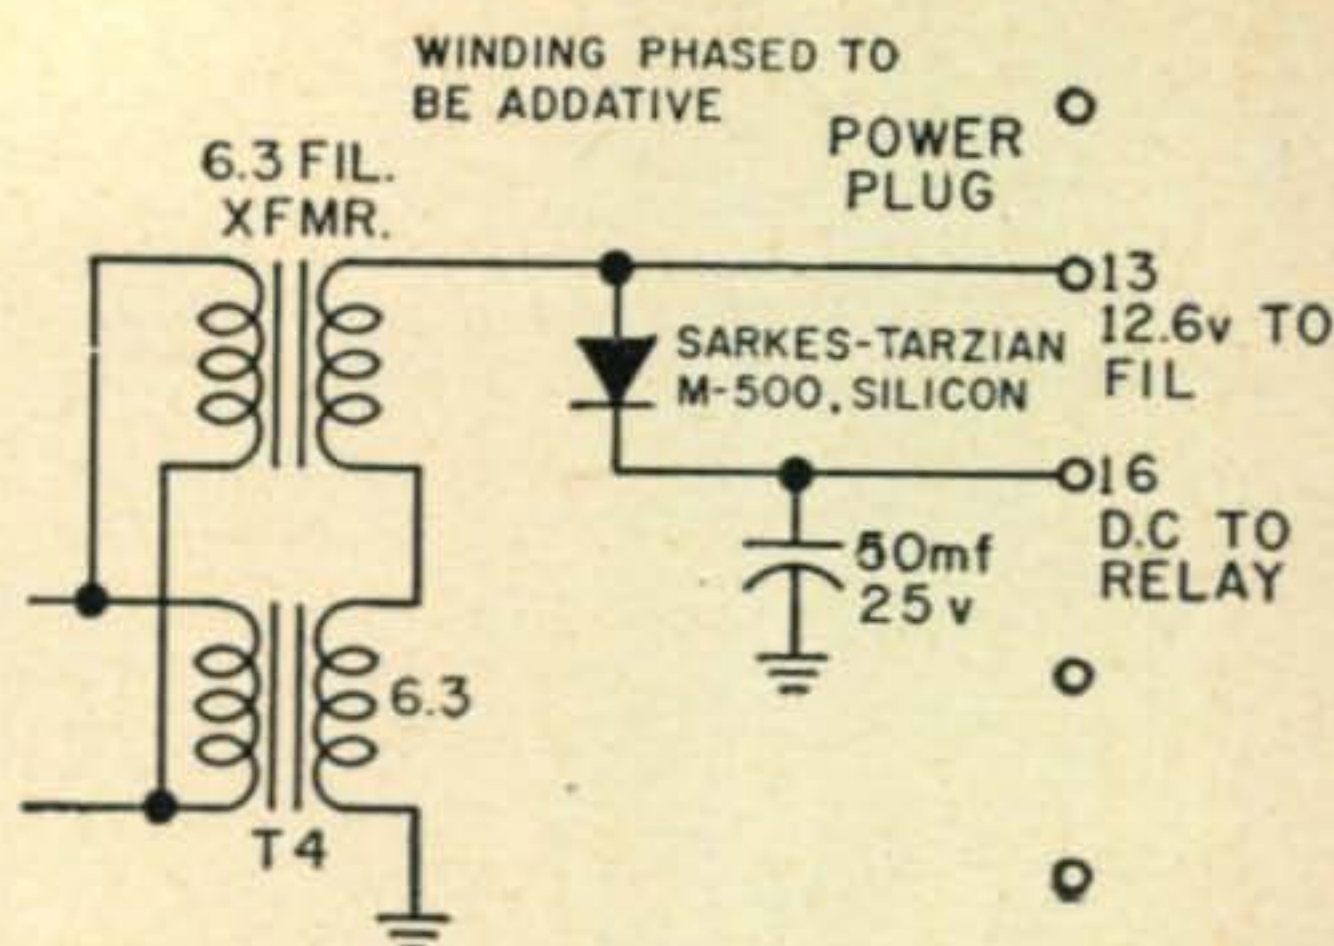 WINDING PHASED TO
BE ADDATIVE
POWER
PLUG
6.3 FIL.
XFMR.
13
12.6v TO
FIL
SARKES-TARZIAN
M-500, SILICON
16
D.C TO
RELAY
50mf
25v
6.3
T4